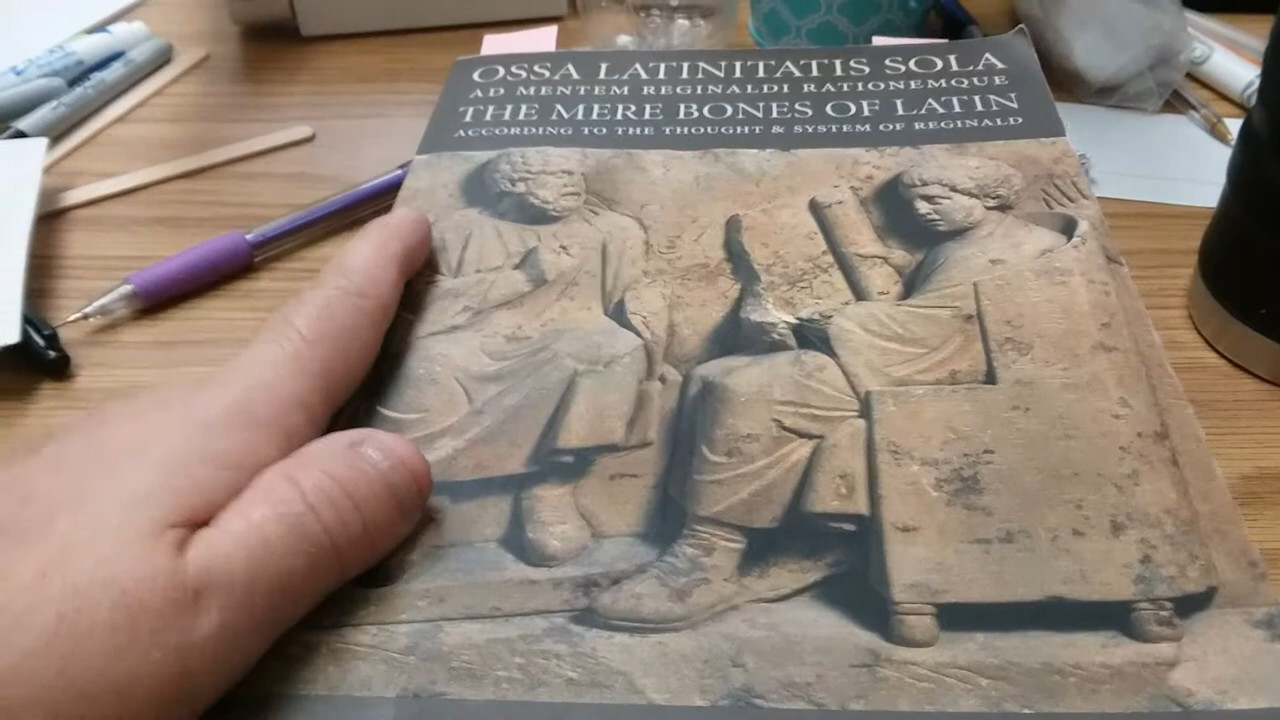 OSSA LATINITATIS SOLA
AD MENTEM REGINALDI RATIONEMQUE
THE MERE BONES OF LATIN
ACCORDING TO THE THOUGHT & SYSTEM OF REGINALD